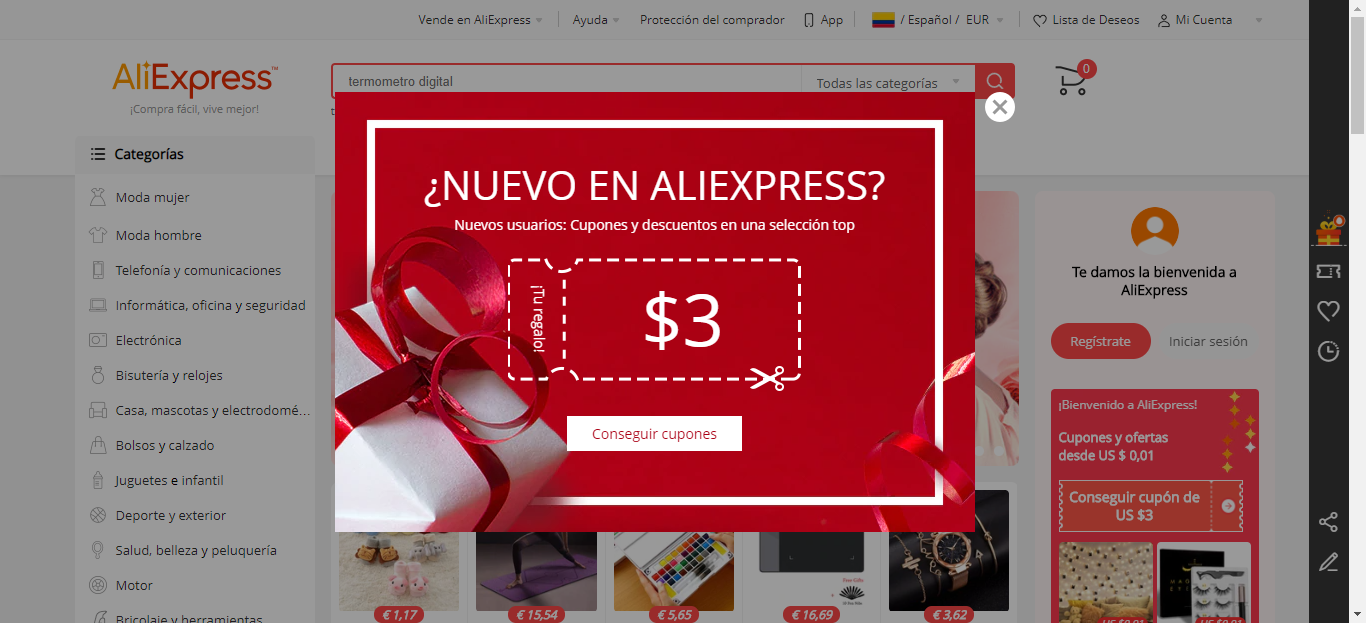 Vende en AliExpress
Ayuda
Protección del comprador
App
/ Español / EUR
Lista de Deseos
Mi Cuenta
AliExpress™
¡Compra fácil, vive mejor!
termometro digital
Todas las categorías
0
Categorías
Moda mujer
Moda hombre
Telefonía y comunicaciones
Informática, oficina y seguridad
Electrónica
Bisutería y relojes
Casa, mascotas y electrodomé...
Bolsos y calzado
Juguetes e infantil
Deporte y exterior
Salud, belleza y peluquería
Motor
Bricolaje y herramientas
¿NUEVO EN ALIEXPRESS?
Nuevos usuarios: Cupones y descuentos en una selección top
¡Tu regalo!
$3
Conseguir cupones
€ 1,17
€ 15,54
€ 5,65
€ 16,69
€ 3,62
Te damos la bienvenida a
AliExpress
Regístrate
Iniciar sesión
¡Bienvenido a AliExpress!
Cupones y ofertas
desde US $ 0,01
Conseguir cupón de
US $3